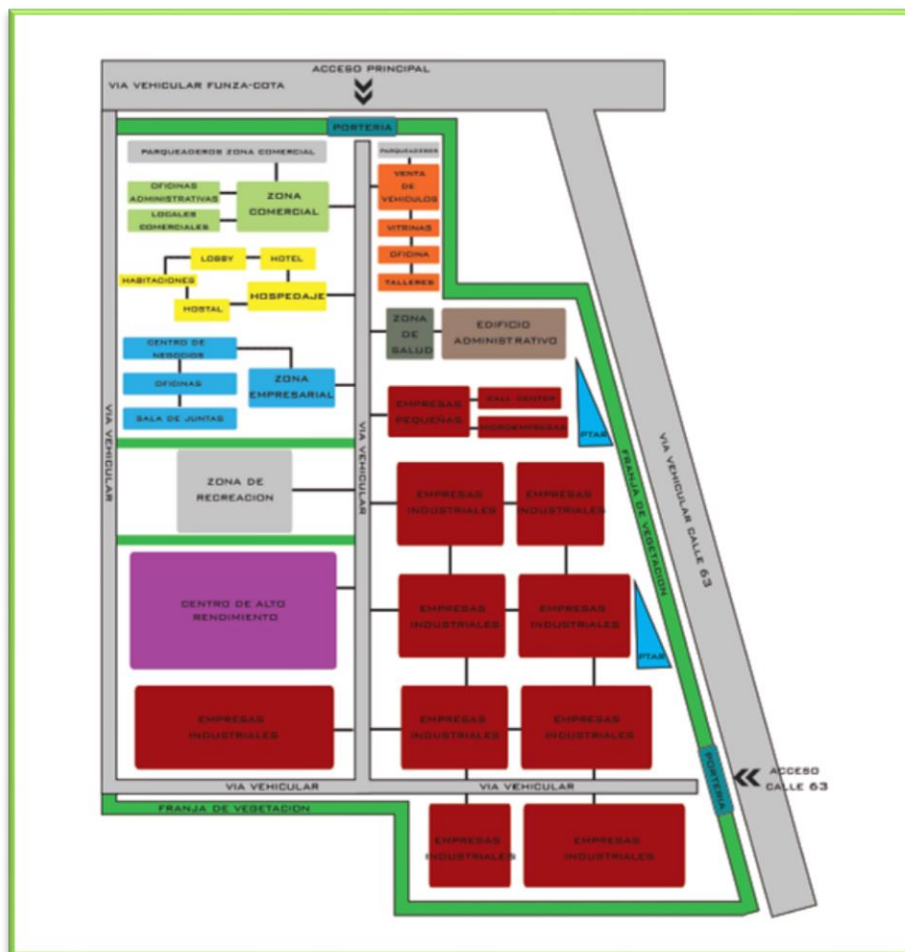 ACCESO PRINCIPAL
VIA VEHICULAR FUNZA-COTA
PORTERIA
PARQUEADEROS ZONA COMERCIAL
PARQUEADEROS
OFICINAS
ADMINISTRATIVAS
LOCALES
COMERCIALES
ZONA
COMERCIAL
VENTA
DE
VEHICULOS
VITRINAS
OFICINA
TALLERES
LOBBY
HOTEL
HABITACIONES
HOSTAL
HOSPEDAJE
ZONA
DE
SALUD
EDIFICIO
ADMINISTRATIVO
CENTRO DE
NEGOCIOS
OFICINAS
SALA DE JUNTAS
ZONA
EMPRESARIAL
EMPRESAS
PEQUEÑAS
CALL CENTER
MICROEMPRESAS
PTAR
VIA VEHICULAR
VIA VEHICULAR
FRANJA DE VEGETACION
VIA VEHICULAR CALLE 63
ZONA DE
RECREACION
EMPRESAS
INDUSTRIALES
EMPRESAS
INDUSTRIALES
CENTRO DE ALTO
RENDIMIENTO
EMPRESAS
INDUSTRIALES
EMPRESAS
INDUSTRIALES
PTAR
EMPRESAS
INDUSTRIALES
EMPRESAS
INDUSTRIALES
EMPRESAS
INDUSTRIALES
PORTERIA
ACCESO
CALLE 63
VIA VEHICULAR
VIA VEHICULAR
FRANJA DE VEGETACION
EMPRESAS
INDUSTRIALES
EMPRESAS
INDUSTRIALES